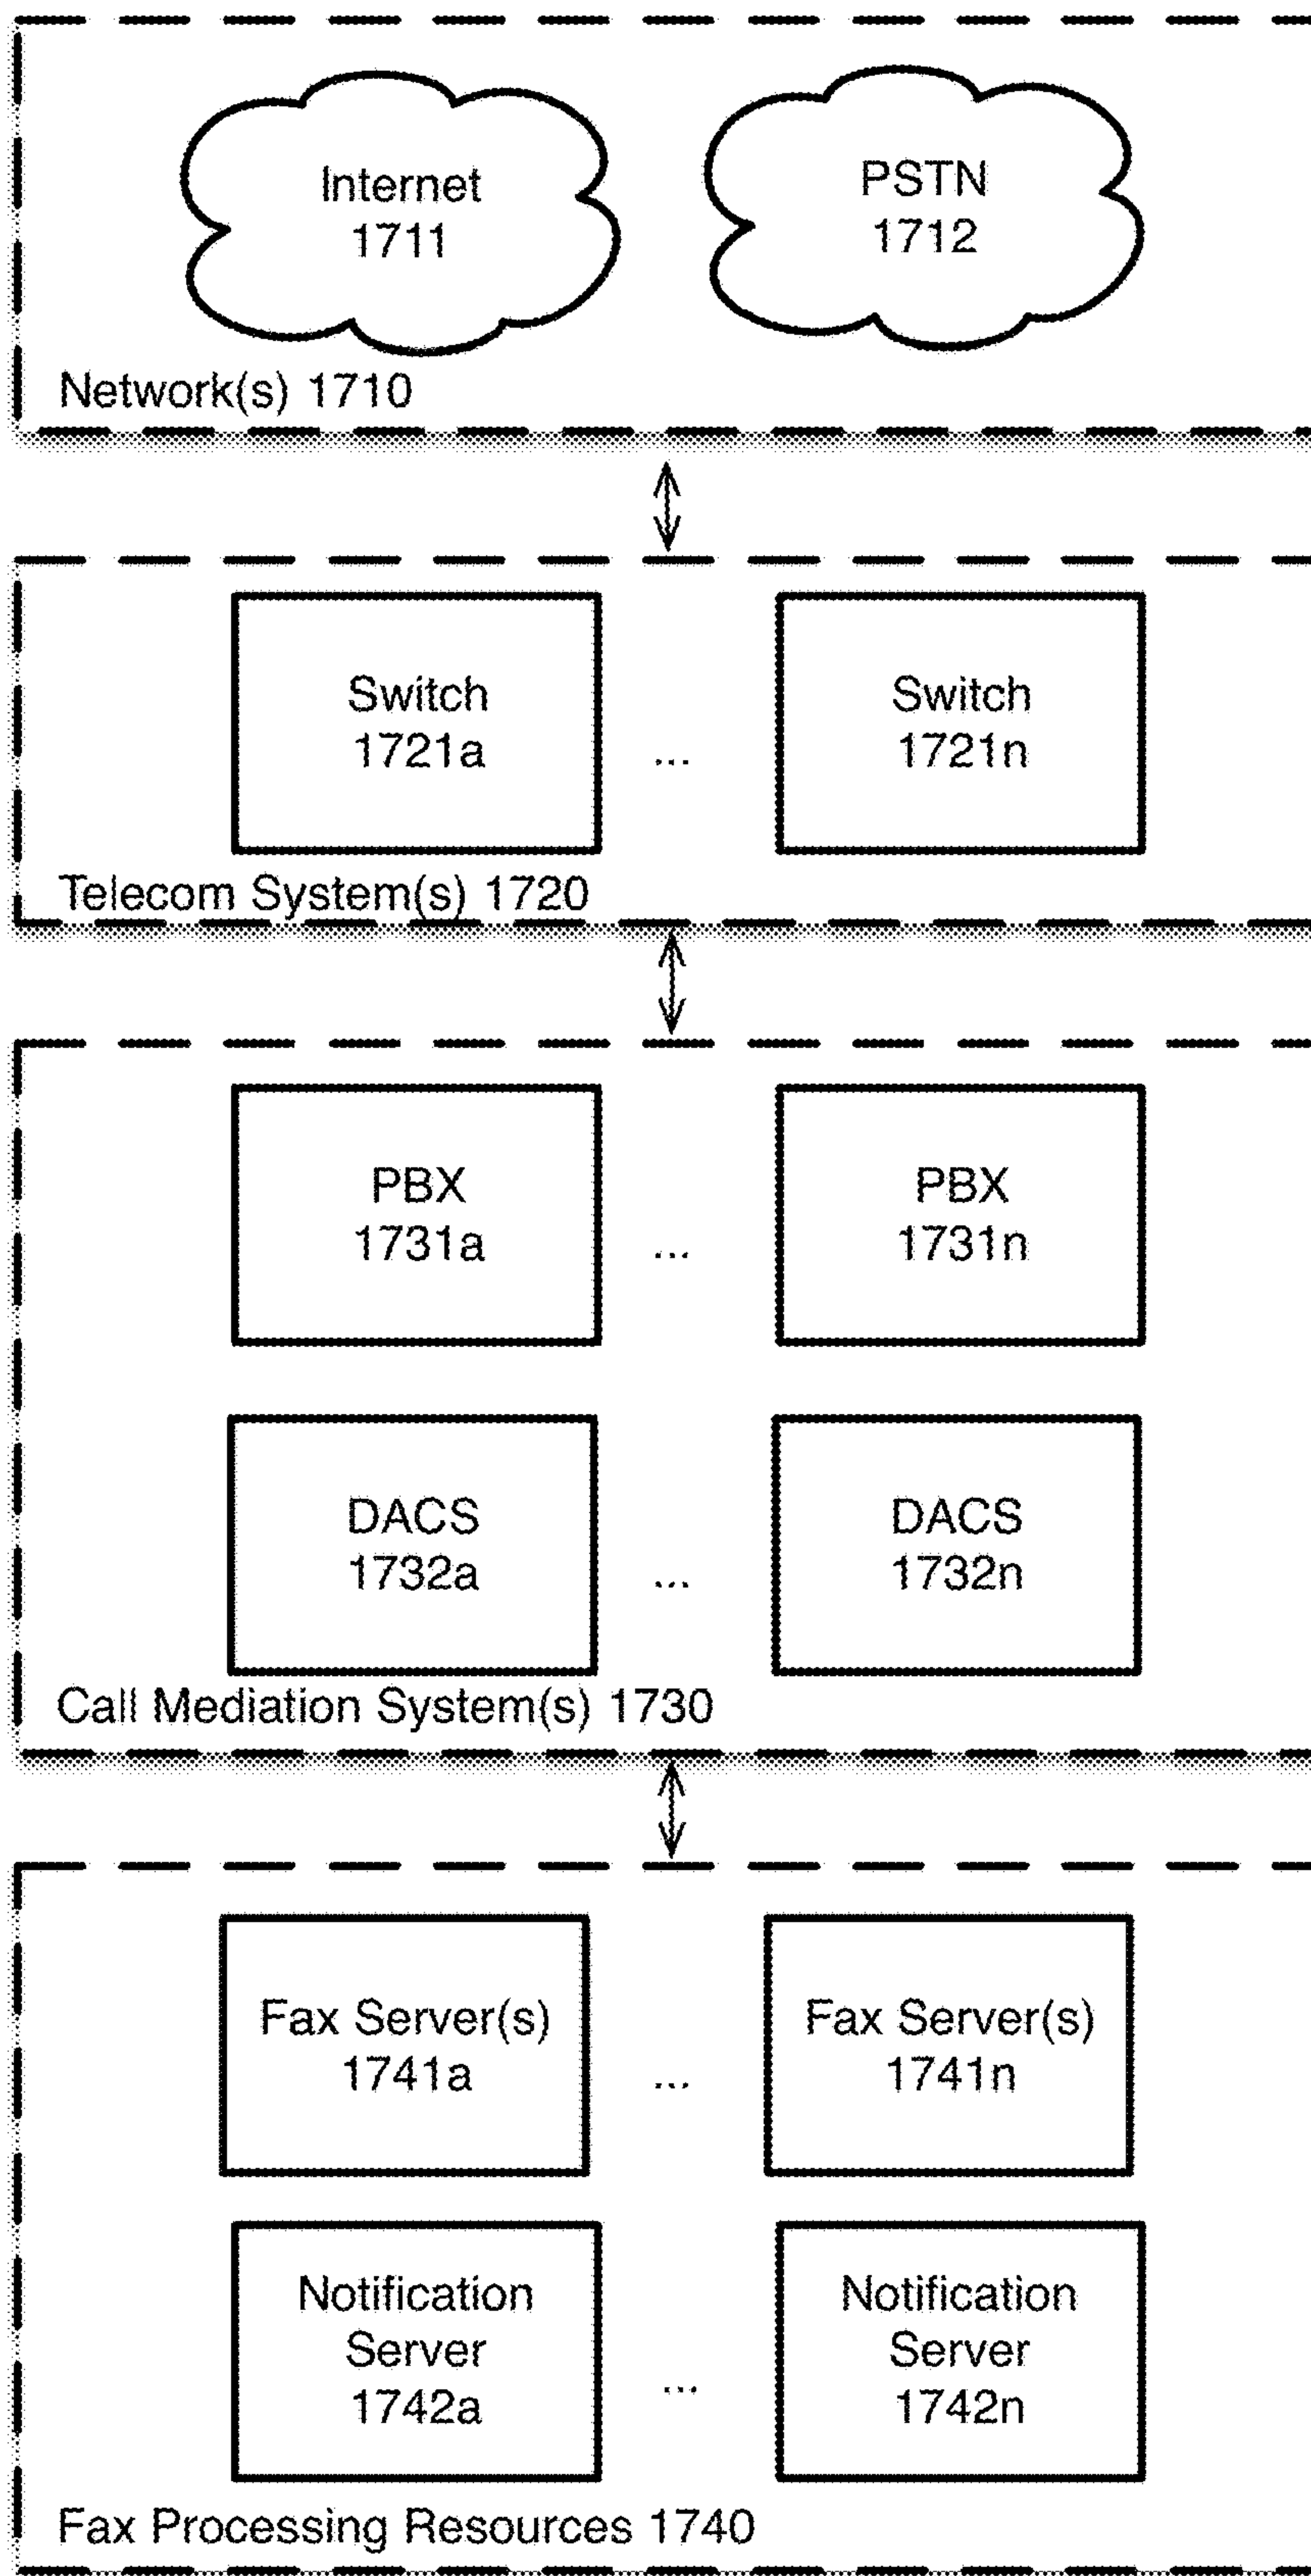 Internet
1711
PSTN
1712
Network(s) 1710
Switch
1721a
...
Switch
1721n
Telecom System(s) 1720
PBX
1731a
...
PBX
1731n
DACS
1732a
...
DACS
1732n
Call Mediation System(s) 1730
Fax Server(s)
1741a
...
Fax Server(s)
1741n
Notification
Server
1742a
...
Notification
Server
1742n
Fax Processing Resources 1740